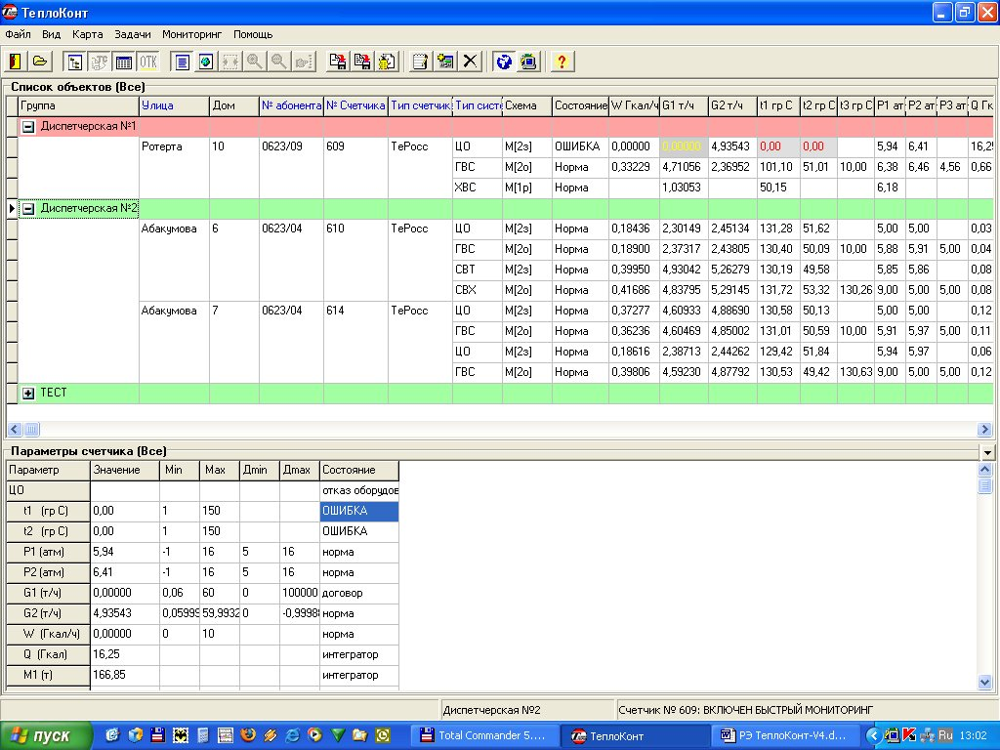 ТеплоКонт
Файл Вид Карта Задачи Мониторинг Помощь
Список объектов (Все)
Группа Улица Дом № абонента № Счетчика Тип счетчик Тип систе Схема Состояние W Гкал/ч G1 т/ч G2 т/ч t1 гр С t2 гр С t3 гр С P1 ат P2 ат P3 ат Q Гк
Диспетчерская №1
Ротерта 10 0623/09 609 ТеРосс ЦО М[2з] ОШИБКА 0,00000 0,00000 4,93543 0,00 0,00 5,94 6,41 16,25
ГВС М[2о] Норма 0,33229 4,71056 2,36952 101,10 51,01 10,00 6,38 6,46 4,56 0,66
ХВС М[1р] Норма 1,03053 50,15 6,18
Диспетчерская №2
Абакумова 6 0623/04 610 ТеРосс ЦО М[2з] Норма 0,18436 2,30149 2,45134 131,28 51,62 5,00 5,00 0,03
ГВС М[2о] Норма 0,18900 2,37317 2,43805 130,40 50,09 10,00 5,88 5,91 5,00 0,04
СВТ М[2з] Норма 0,39950 4,93042 5,26279 130,19 49,58 5,85 5,86 0,08
СВХ М[2о] Норма 0,41686 4,83795 5,29145 131,72 53,32 130,26 9,00 5,00 5,00 0,08
Абакумова 7 0623/04 614 ТеРосс ЦО М[2з] Норма 0,37277 4,60933 4,88690 130,58 50,13 5,00 5,00 0,12
ГВС М[2о] Норма 0,36236 4,60469 4,85002 131,01 50,59 10,00 5,91 5,97 5,00 0,11
ЦО М[2з] Норма 0,18616 2,38713 2,44262 129,42 51,84 5,94 5,97 0,06
ГВС М[2о] Норма 0,39806 4,59230 4,87792 130,53 49,42 130,63 9,00 5,00 5,00 0,12
ТЕСТ
Параметры счетчика (Все)
Параметр Значение Min Max Дmin Дmax Состояние
ЦО отказ оборудов
t1 (гр С) 0,00 1 150 ОШИБКА
t2 (гр С) 0,00 1 150 ОШИБКА
P1 (атм) 5,94 -1 16 5 16 норма
P2 (атм) 6,41 -1 16 5 16 норма
G1 (т/ч) 0,00000 0,06 60 0 100000 договор
G2 (т/ч) 4,93543 0,05999 59,9932 0 -0,9998 норма
W (Гкал/ч) 0,00000 0 10 норма
Q (Гкал) 16,25 интегратор
M1 (т) 166,85 интегратор
Диспетчерская №2 Счетчик № 609: ВКЛЮЧЕН БЫСТРЫЙ МОНИТОРИНГ
пуск Total Commander 5.... ТеплоКонт РЭ ТеплоКонт-V4.d... Ru 13:02